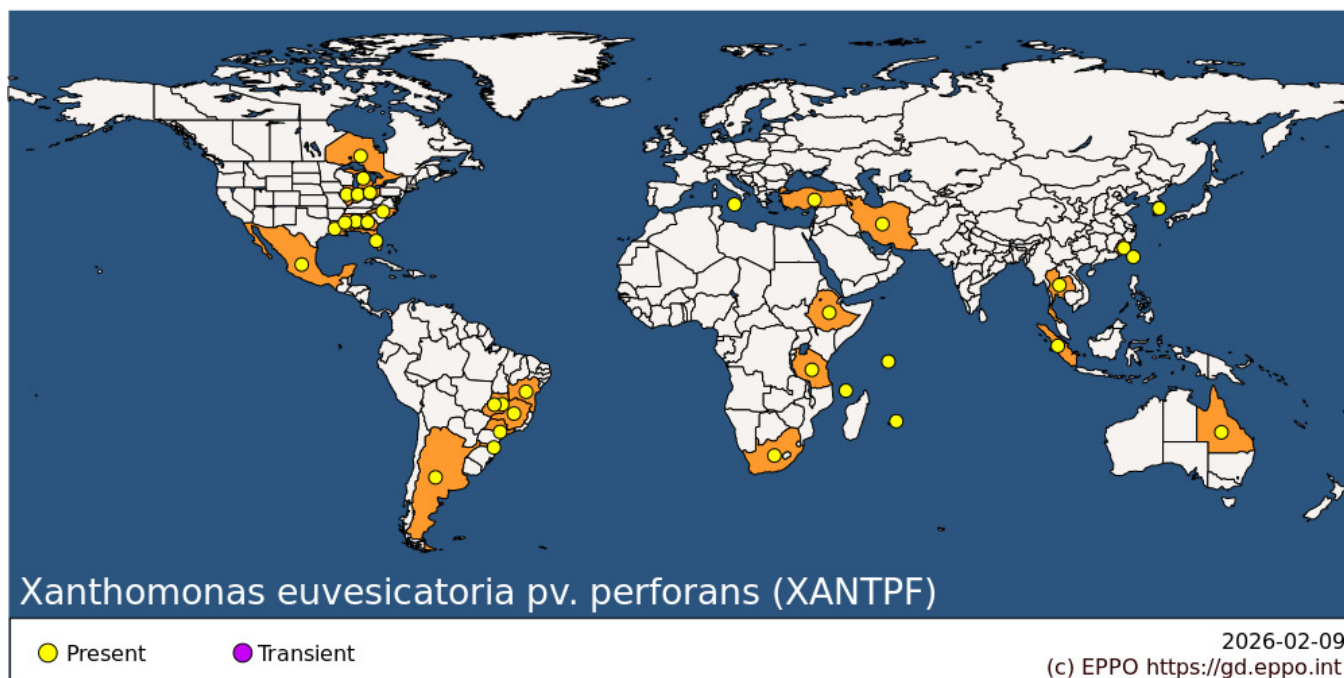 Xanthomonas euvesicatoria pv. perforans (XANTPF)
Present
Transient
2026-02-09
(c) EPPO https://gd.eppo.int